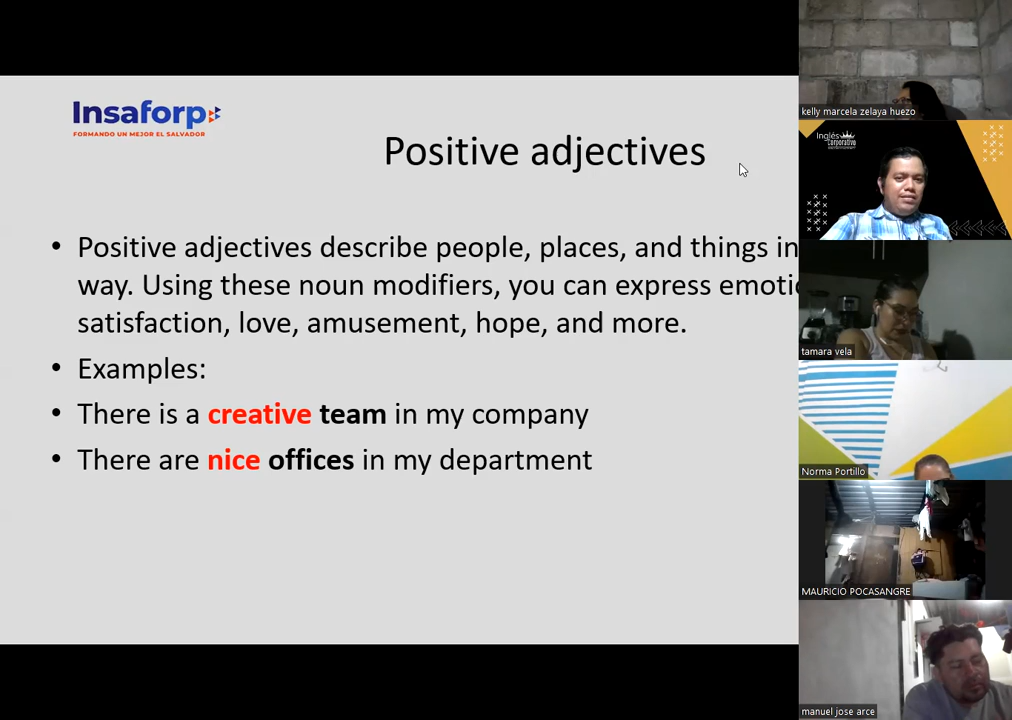 Insaforp
FORMANDO UN MEJOR EL SALVADOR
Positive adjectives
• Positive adjectives describe people, places, and things in
way. Using these noun modifiers, you can express emotio
satisfaction, love, amusement, hope, and more.
• Examples:
• There is a creative team in my company
• There are nice offices in my department
kelly marcela zelaya huezo
Inglés
Corporativo
tamara vela
Norma Portillo
MAURICIO POCASANGRE
manuel jose arce